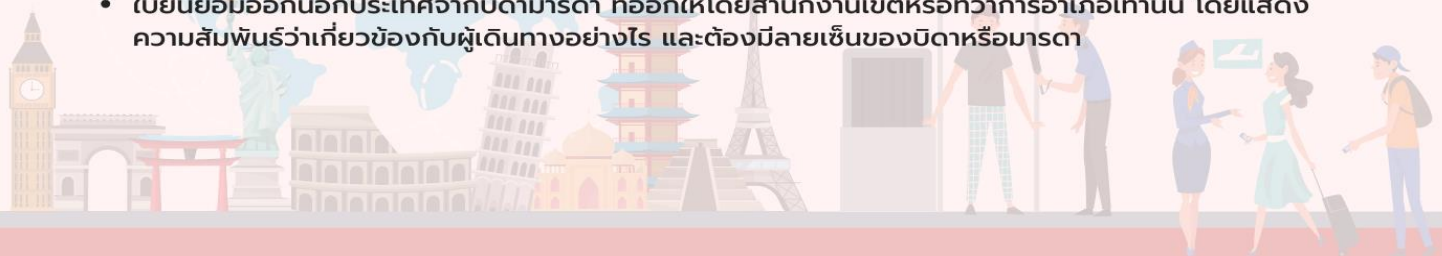 • ใบยินยอมออกนอกประเทศจากบิดามารดา ที่ออกให้โดยสำนักงานเขตหรือที่ว่าการอำเภอเท่านั้น โดยแสดง
ความสัมพันธ์ว่าเกี่ยวข้องกับผู้เดินทางอย่างไร และต้องมีลายเซ็นของบิดาหรือมารดา